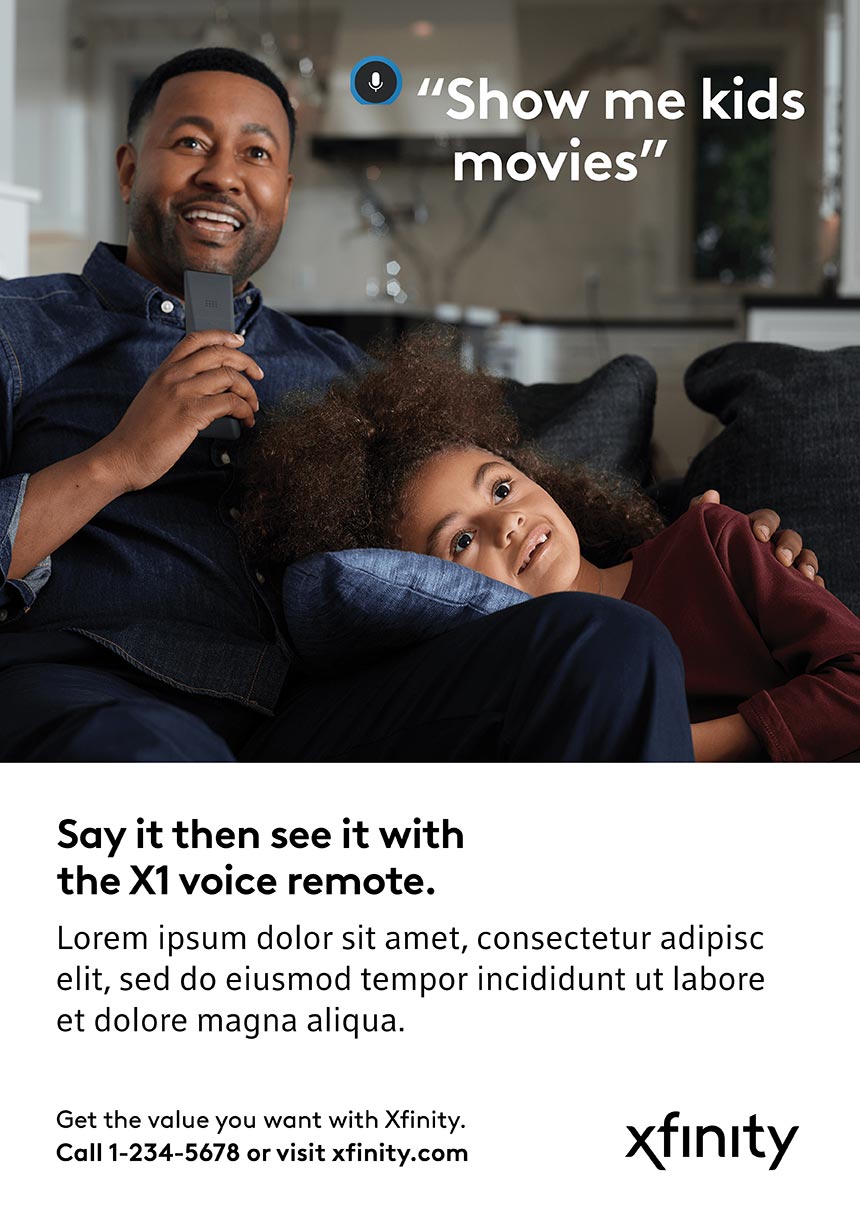 “Show me kids
movies”
Say it then see it with
the X1 voice remote.
Lorem ipsum dolor sit amet, consectetur adipisc
elit, sed do eiusmod tempor incididunt ut labore
et dolore magna aliqua.
Get the value you want with Xfinity.
Call 1-234-5678 or visit xfinity.com
xfinity